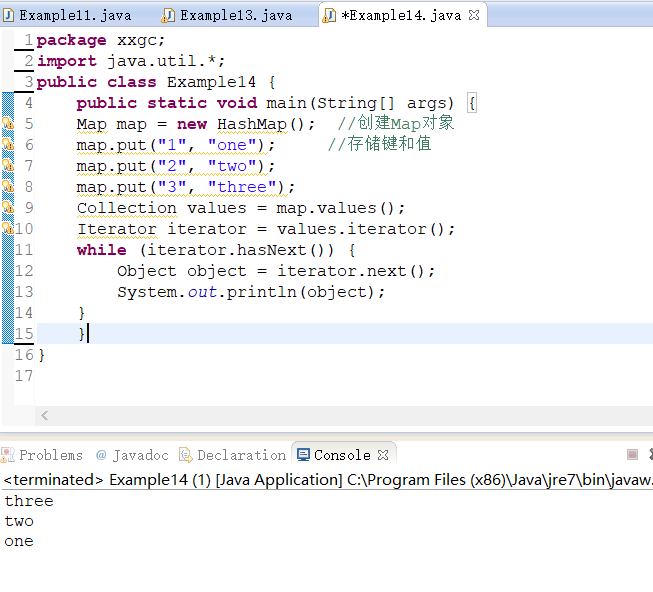 Example11.java Example13.java *Example14.java
1 package xxgc;
2 import java.util.*;
3 public class Example14 {
4 public static void main(String[] args) {
5 Map map = new HashMap(); //创建Map对象
6 map.put("1", "one"); //存储键和值
7 map.put("2", "two");
8 map.put("3", "three");
9 Collection values = map.values();
10 Iterator iterator = values.iterator();
11 while (iterator.hasNext()) {
12 Object object = iterator.next();
13 System.out.println(object);
14 }
15 }
16 }
17
Problems @ Javadoc Declaration Console
<terminated> Example14 (1) [Java Application] C:\Program Files (x86)\Java\jre7\bin\javaw.
three
two
one